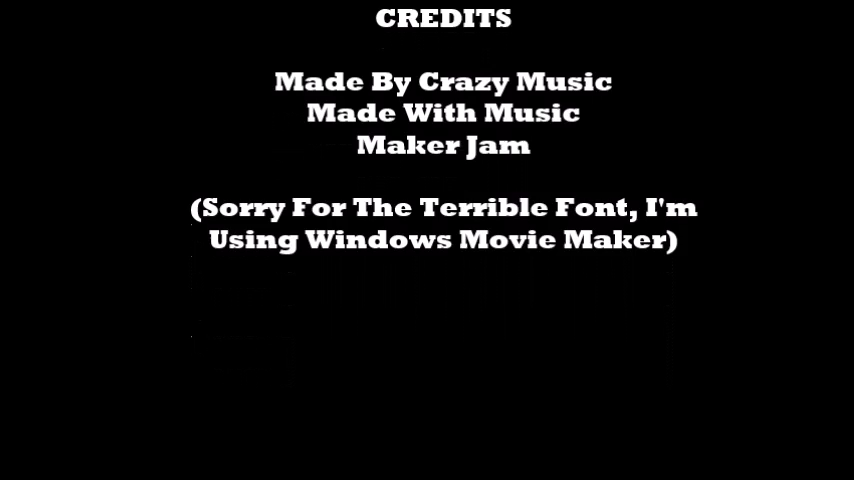 CREDITS
Made By Crazy Music
Made With Music
Maker Jam
(Sorry For The Terrible Font, I'm
Using Windows Movie Maker)